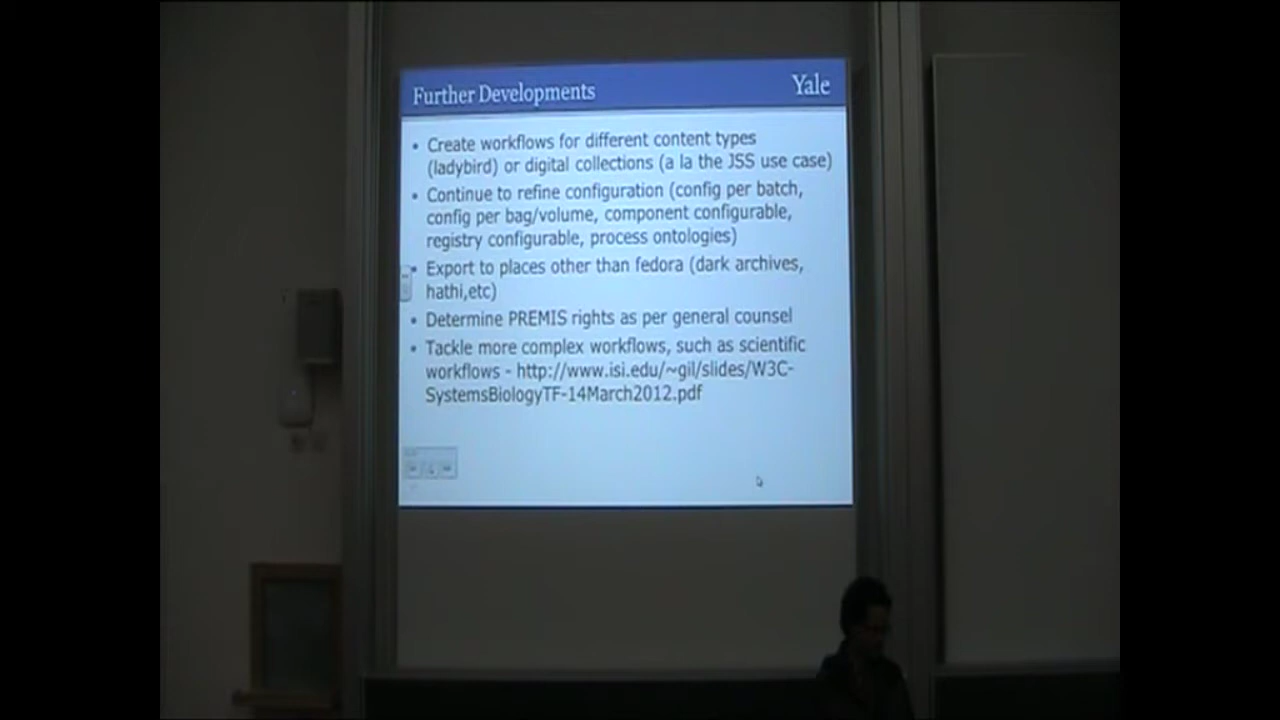 Further Developments
Yale
• Create workflows for different content types
(ladybird) or digital collections (a la the JSS use case)
• Continue to refine configuration (config per batch,
config per bag/volume, component configurable,
registry configurable, process ontologies)
• Export to places other than fedora (dark archives,
hathi,etc)
• Determine PREMIS rights as per general counsel
• Tackle more complex workflows, such as scientific
workflows - http://www.isi.edu/~gil/slides/W3C-
SystemsBiologyTF-14March2012.pdf